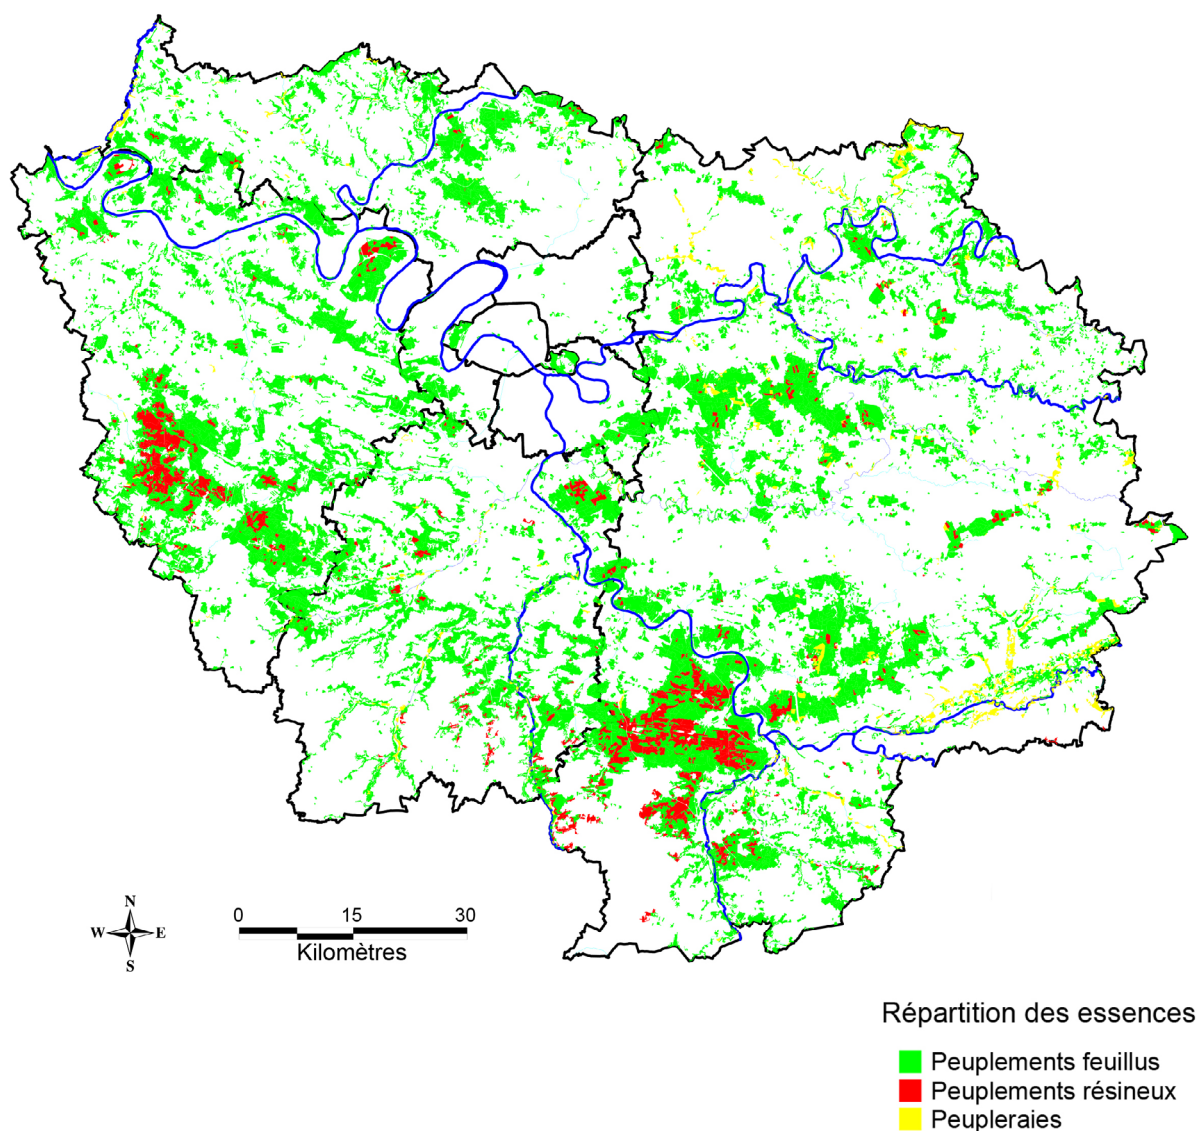 N
W E
S
0 15 30
Kilomètres
Répartition des essences
Peuplements feuillus
Peuplements résineux
Peupleraies